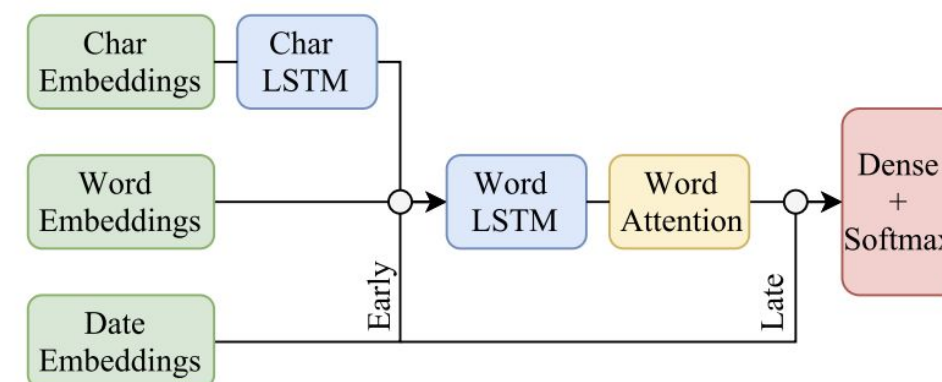 Char
Embeddings
Char
LSTM
Word
Embeddings
Word
LSTM
Word
Attention
Dense
+
Softmax
Early
Late
Date
Embeddings